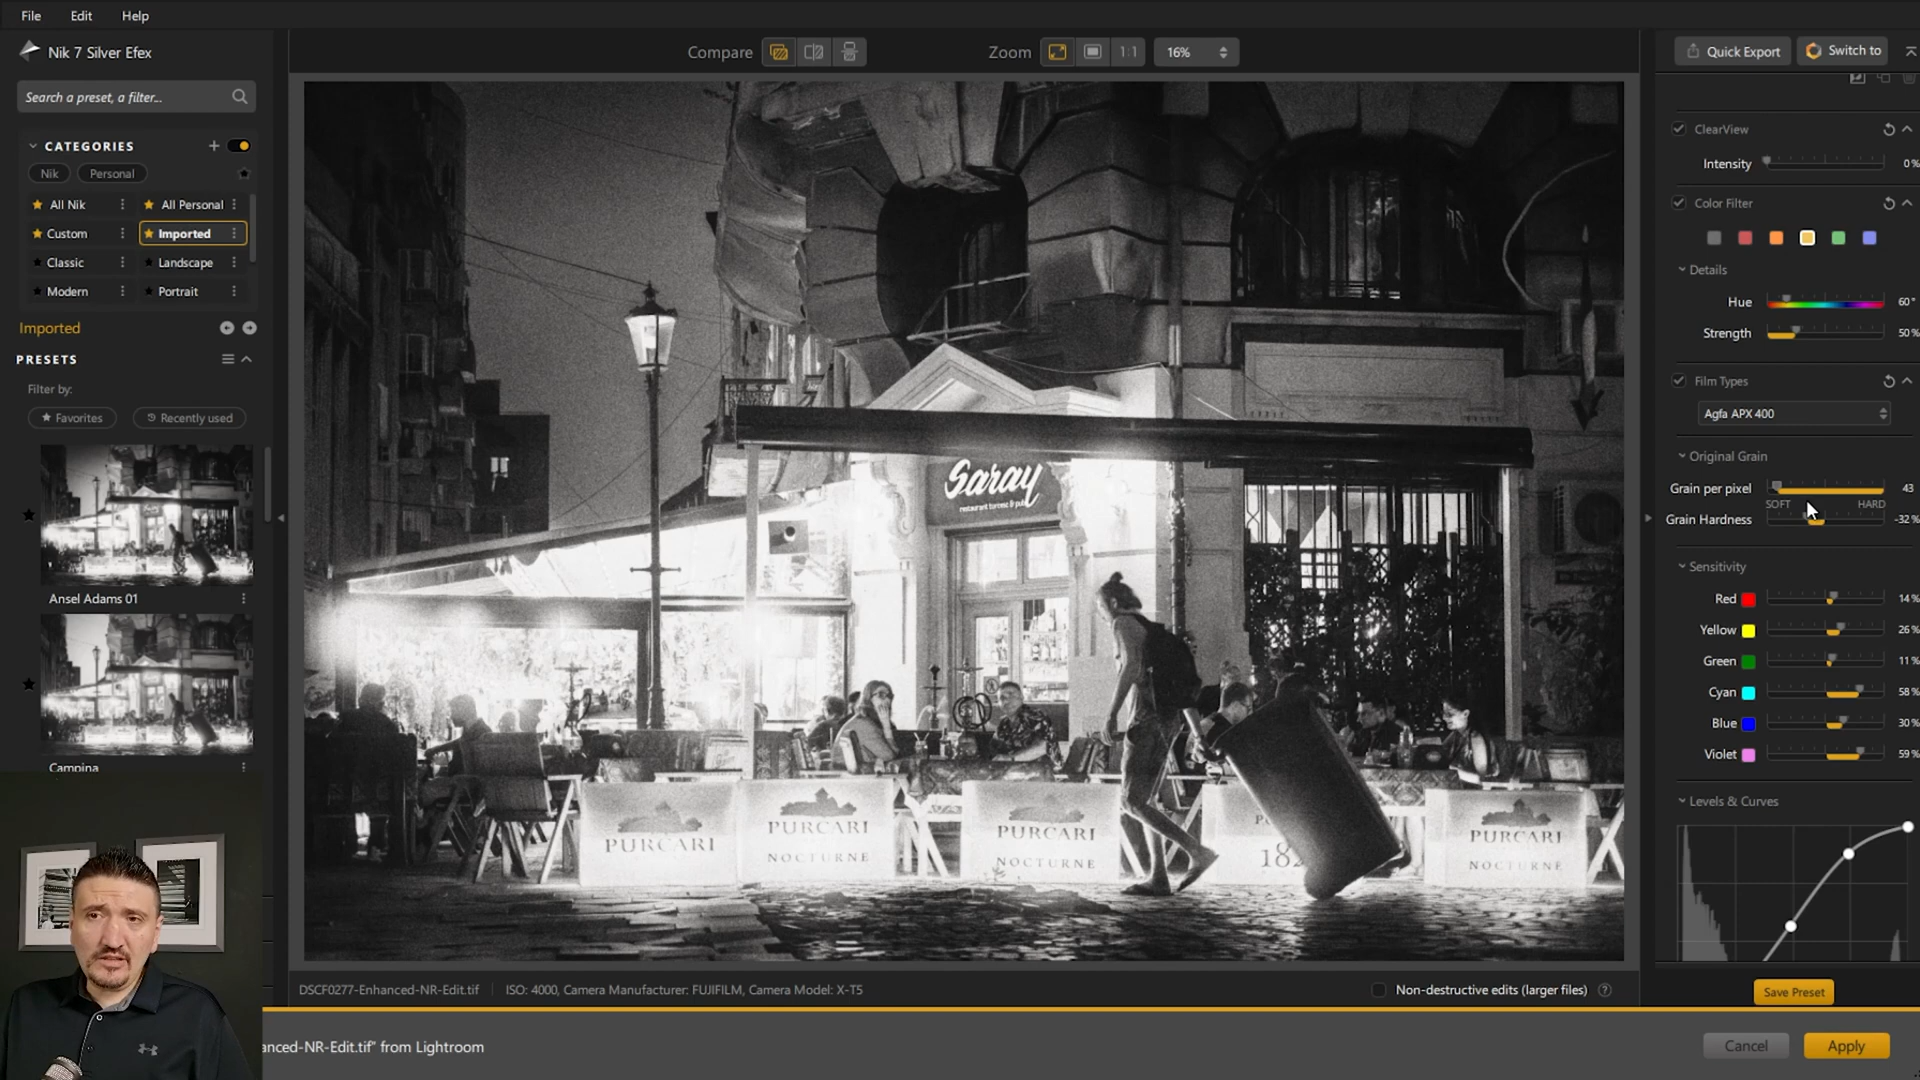 File Edit Help
Nik 7 Silver Efex
Compare
Zoom
1:1
16%
Quick Export
Switch to
Search a preset, a filter...
CATEGORIES
Nik
Personal
All Nik
All Personal
Custom
Imported
Classic
Landscape
Modern
Portrait
Imported
PRESETS
Filter by:
Favorites
Recently used
Ansel Adams 01
Campina
Saray
PURCARI
PURCARI
NOCTURNE
PURCARI
NOCTURNE
PURCARI
NOCTURNE
ClearView
Intensity 0%
Color Filter
Details
Hue 60°
Strength 50%
Film Types
Agfa APX 400
Original Grain
Grain per pixel 43
SOFT HARD
Grain Hardness -32%
Sensitivity
Red 14%
Yellow 26%
Green 11%
Cyan 58%
Blue 30%
Violet 59%
Levels & Curves
DSCF0277-Enhanced-NR-Edit.tif
ISO: 4000, Camera Manufacturer: FUJIFILM, Camera Model: X-T5
Non-destructive edits (larger files)
?
Save Preset
anced-NR-Edit.tif" from Lightroom
Cancel
Apply